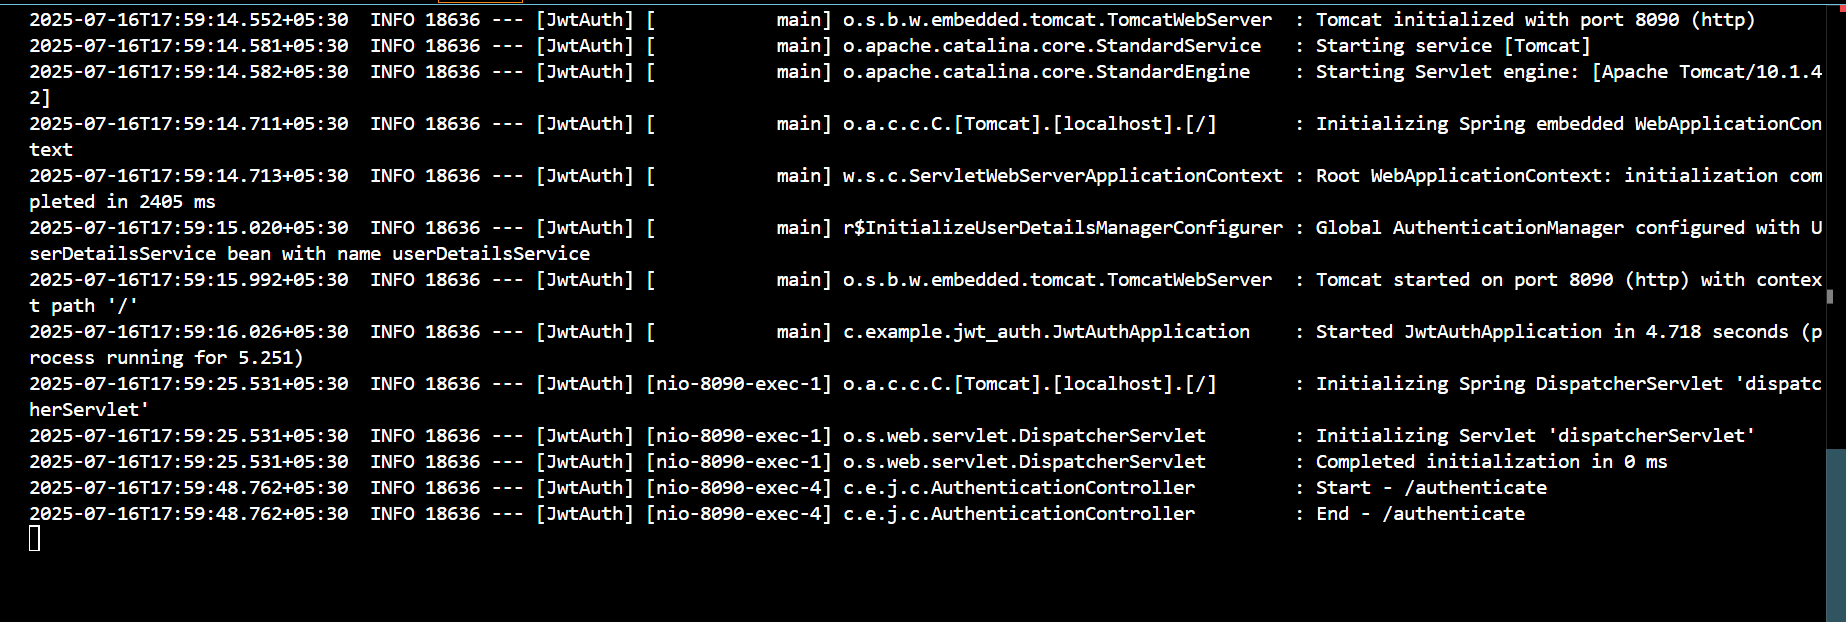 2025-07-16T17:59:14.552+05:30  INFO 18636 --- [JwtAuth] [           main] o.s.b.w.embedded.tomcat.TomcatWebServer  : Tomcat initialized with port 8090 (http)
2025-07-16T17:59:14.581+05:30  INFO 18636 --- [JwtAuth] [           main] o.apache.catalina.core.StandardService   : Starting service [Tomcat]
2025-07-16T17:59:14.582+05:30  INFO 18636 --- [JwtAuth] [           main] o.apache.catalina.core.StandardEngine    : Starting Servlet engine: [Apache Tomcat/10.1.4
2]
2025-07-16T17:59:14.711+05:30  INFO 18636 --- [JwtAuth] [           main] o.a.c.c.C.[Tomcat].[localhost].[/]       : Initializing Spring embedded WebApplicationCon
text
2025-07-16T17:59:14.713+05:30  INFO 18636 --- [JwtAuth] [           main] w.s.c.ServletWebServerApplicationContext : Root WebApplicationContext: initialization com
pleted in 2405 ms
2025-07-16T17:59:15.020+05:30  INFO 18636 --- [JwtAuth] [           main] r$InitializeUserDetailsManagerConfigurer : Global AuthenticationManager configured with U
serDetailsService bean with name userDetailsService
2025-07-16T17:59:15.992+05:30  INFO 18636 --- [JwtAuth] [           main] o.s.b.w.embedded.tomcat.TomcatWebServer  : Tomcat started on port 8090 (http) with contex
t path '/'
2025-07-16T17:59:16.026+05:30  INFO 18636 --- [JwtAuth] [           main] c.example.jwt_auth.JwtAuthApplication    : Started JwtAuthApplication in 4.718 seconds (p
rocess running for 5.251)
2025-07-16T17:59:25.531+05:30  INFO 18636 --- [JwtAuth] [nio-8090-exec-1] o.a.c.c.C.[Tomcat].[localhost].[/]       : Initializing Spring DispatcherServlet 'dispatc
herServlet'
2025-07-16T17:59:25.531+05:30  INFO 18636 --- [JwtAuth] [nio-8090-exec-1] o.s.web.servlet.DispatcherServlet        : Initializing Servlet 'dispatcherServlet'
2025-07-16T17:59:25.531+05:30  INFO 18636 --- [JwtAuth] [nio-8090-exec-1] o.s.web.servlet.DispatcherServlet        : Completed initialization in 0 ms
2025-07-16T17:59:48.762+05:30  INFO 18636 --- [JwtAuth] [nio-8090-exec-4] c.e.j.c.AuthenticationController         : Start - /authenticate
2025-07-16T17:59:48.762+05:30  INFO 18636 --- [JwtAuth] [nio-8090-exec-4] c.e.j.c.AuthenticationController         : End - /authenticate